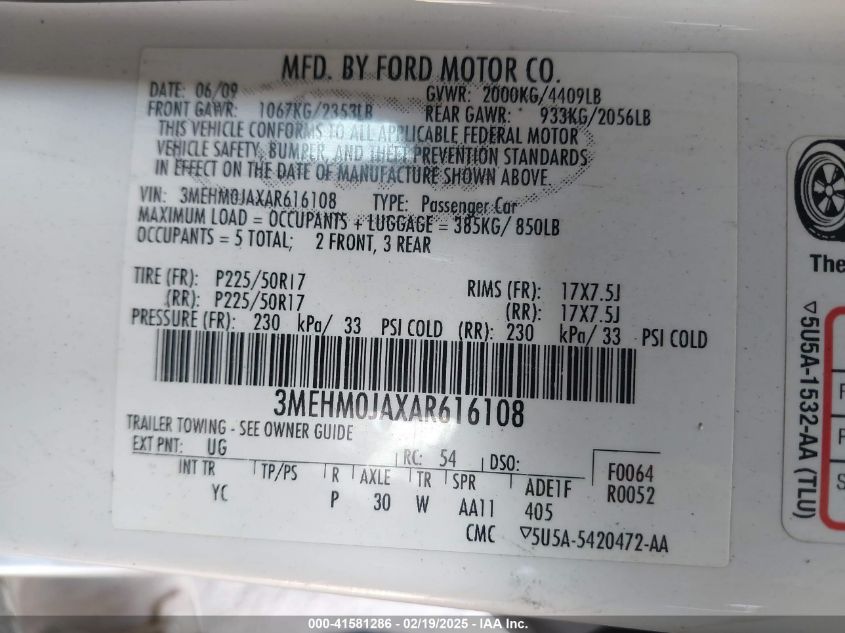 MFD. BY FORD MOTOR CO.
DATE: 06/09 GVWR: 2000KG/4409LB
FRONT GAWR: 1067KG/2353LB REAR GAWR: 933KG/2056LB
THIS VEHICLE CONFORMS TO ALL APPLICABLE FEDERAL MOTOR
VEHICLE SAFETY, BUMPER, AND THEFT PREVENTION STANDARDS
IN EFFECT ON THE DATE OF MANUFACTURE SHOWN ABOVE.
VIN: 3MEHM0JAXAR616108 TYPE: Passenger Car
MAXIMUM LOAD = OCCUPANTS + LUGGAGE = 385KG/ 850LB
OCCUPANTS = 5 TOTAL; 2 FRONT, 3 REAR
TIRE (FR): P225/50R17 RIMS (FR): 17X7.5J
(RR): P225/50R17 (RR): 17X7.5J
PRESSURE (FR): 230 kPa/ 33 PSI COLD (RR): 230 kPa/ 33 PSI COLD
3MEHM0JAXAR616108
TRAILER TOWING - SEE OWNER GUIDE
EXT PNT: UG RC: 54 DSO: F0064
INT TR TP/PS R AXLE TR SPR ADE1F R0052
YC P 30 W AA11 405
CMC ▽5U5A-5420472-AA
The
▽5U5A-1532-AA (TLU)
F
F
S
000-41581286 - 02/19/2025 - IAA Inc.